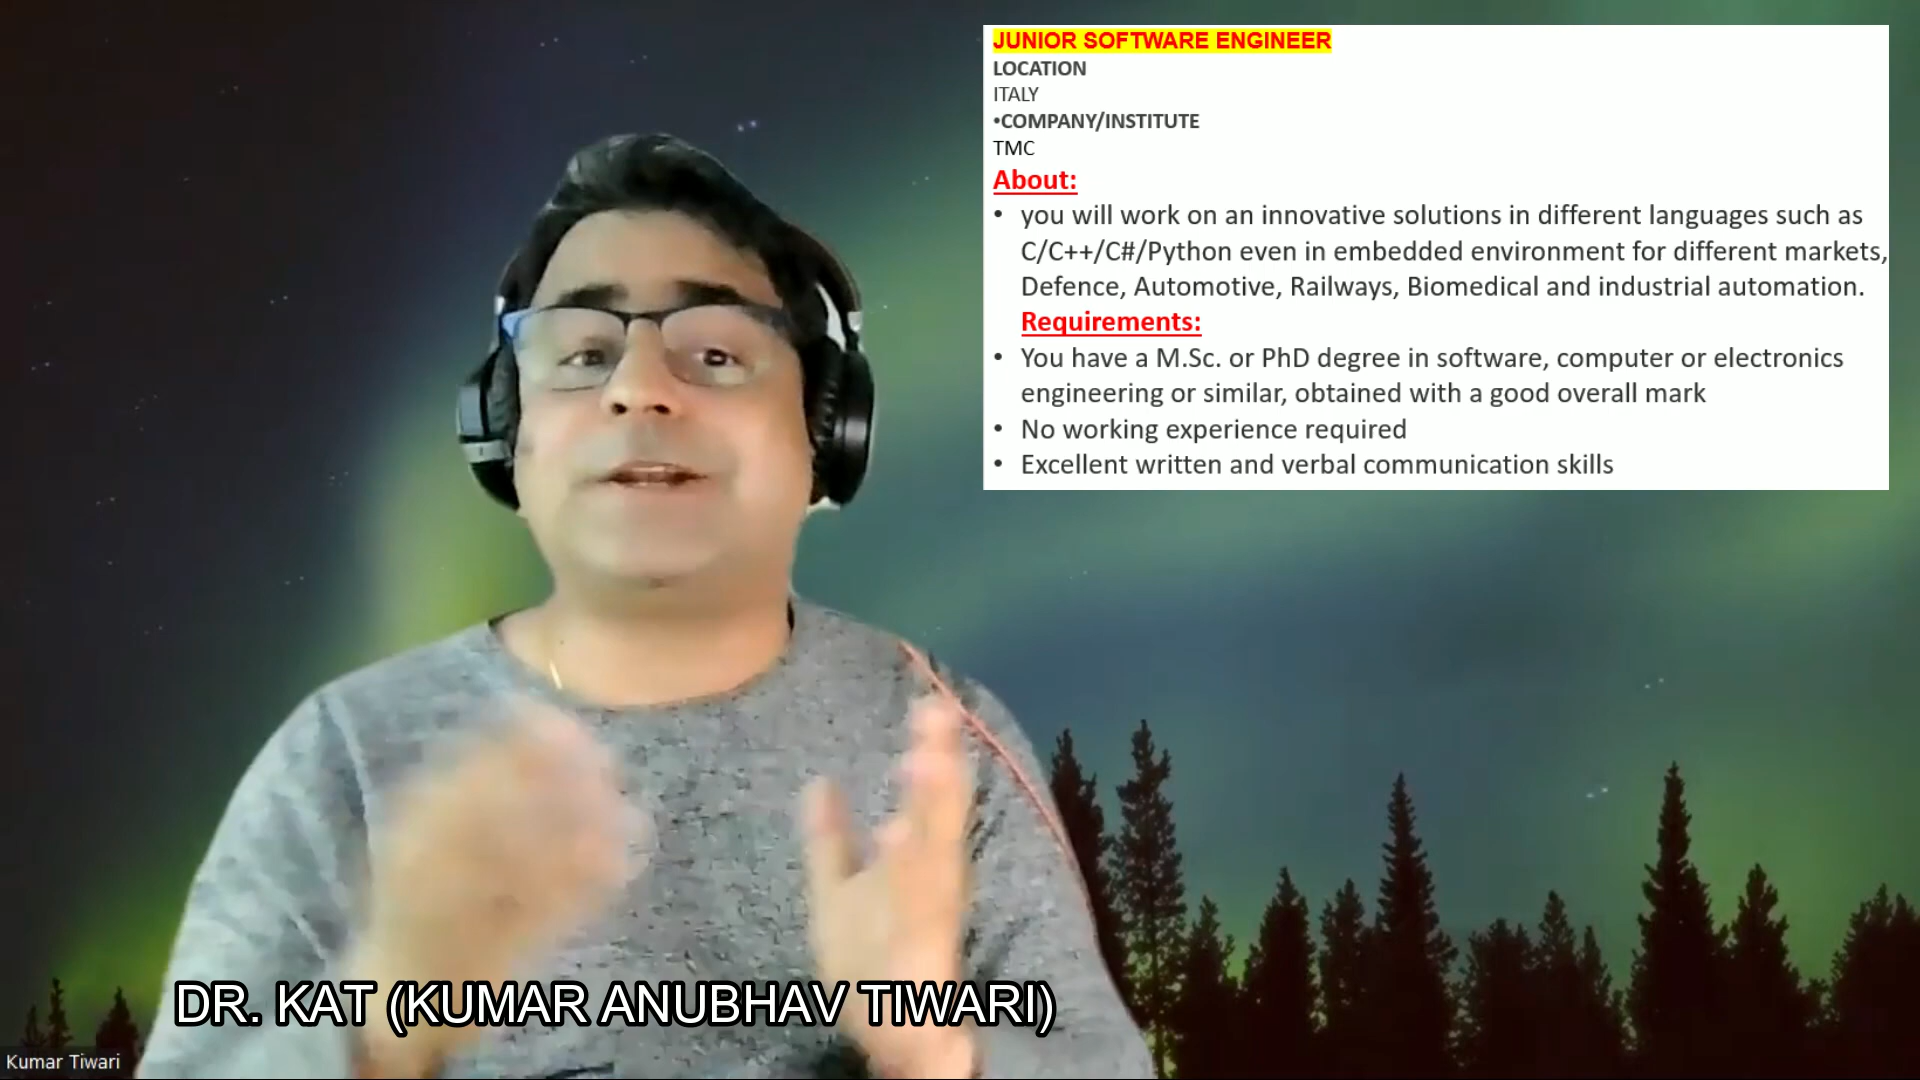 JUNIOR SOFTWARE ENGINEER
LOCATION
ITALY
•COMPANY/INSTITUTE
TMC
About:
• you will work on an innovative solutions in different languages such as
C/C++/C#/Python even in embedded environment for different markets,
Defence, Automotive, Railways, Biomedical and industrial automation.
Requirements:
• You have a M.Sc. or PhD degree in software, computer or electronics
engineering or similar, obtained with a good overall mark
• No working experience required
• Excellent written and verbal communication skills
DR. KAT (KUMAR ANUBHAV TIWARI)
Kumar Tiwari